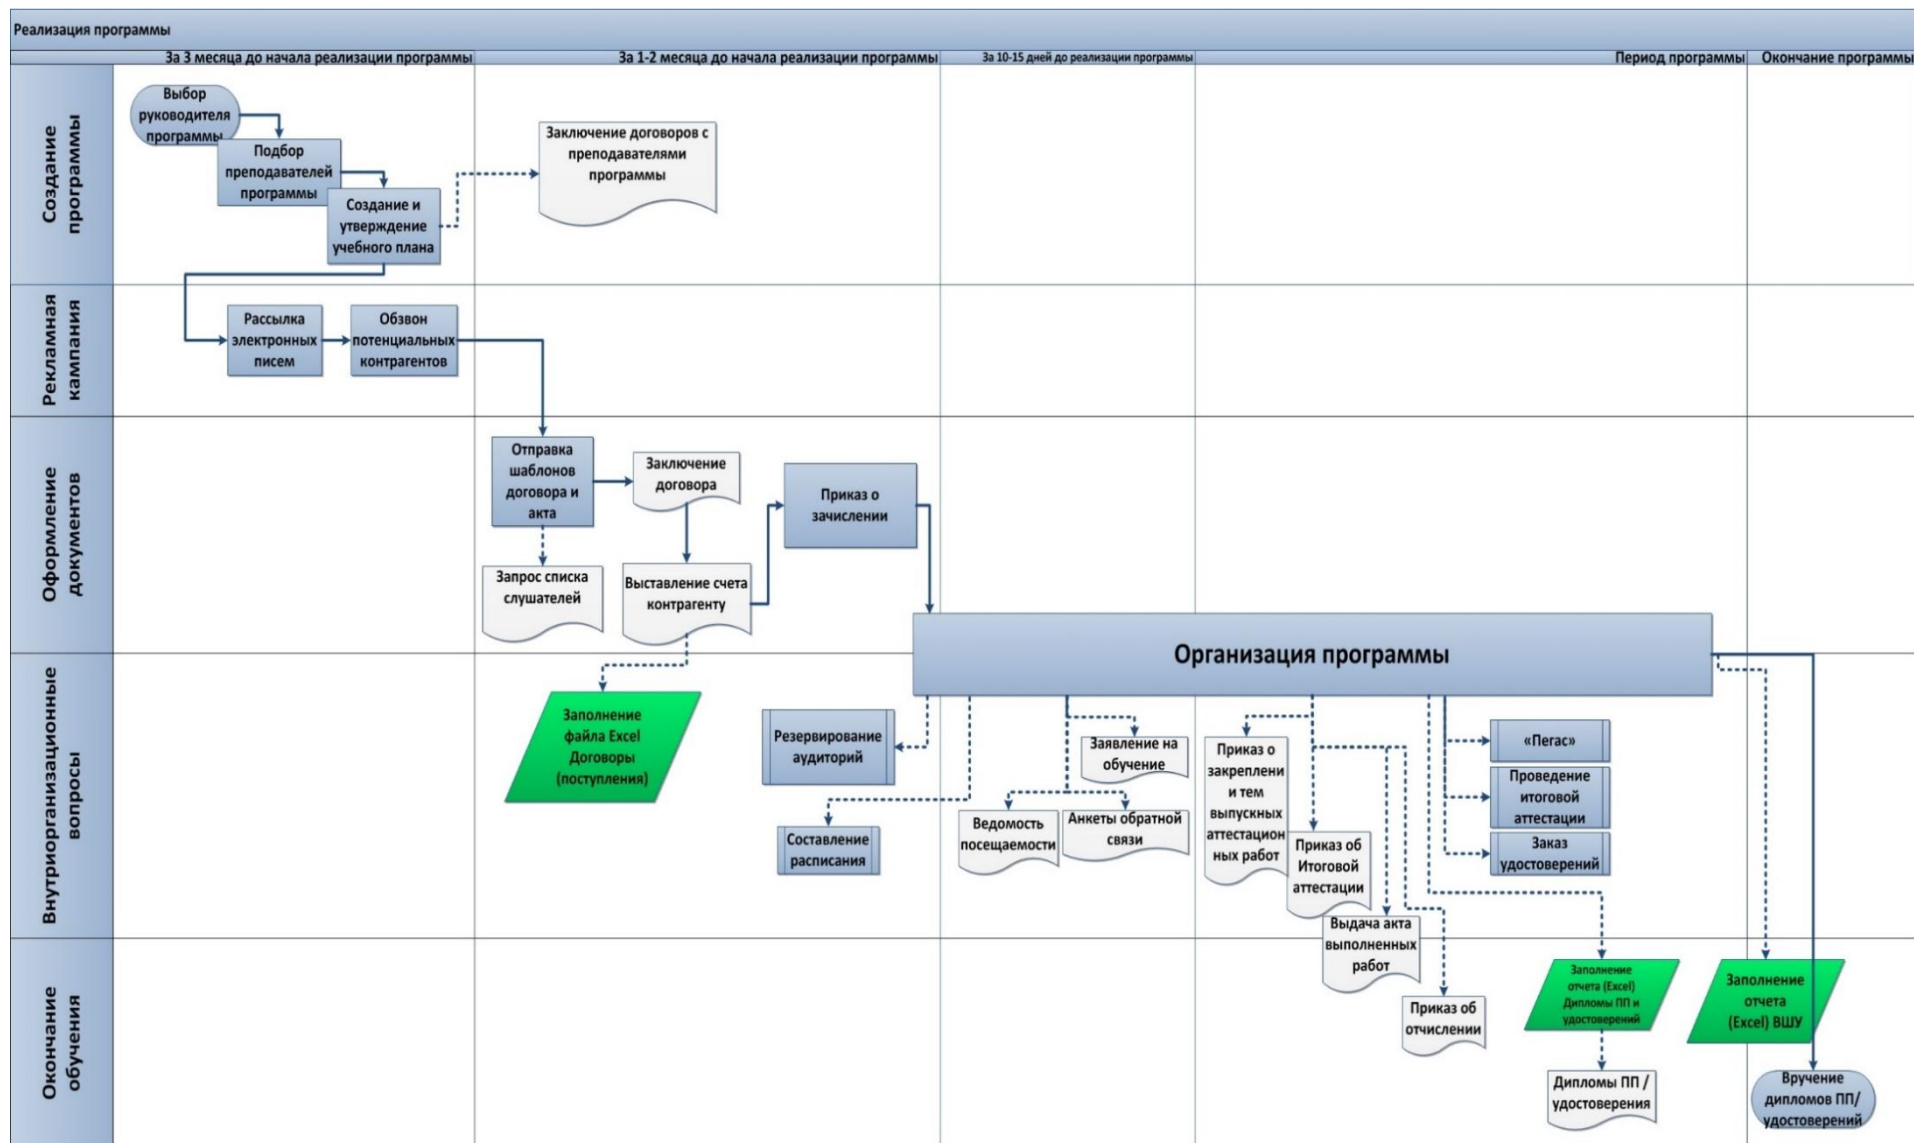 Реализация программы
За 3 месяца до начала реализации программы
За 1-2 месяца до начала реализации программы
За 10-15 дней до реализации программы
Период программы
Окончание программы
Создание
программы
Выбор
руководителя
программы
Подбор
преподавателей
программы
Создание и
утверждение
учебного плана
Заключение договоров с
преподавателями
программы
Рекламная
кампания
Рассылка
электронных
писем
Обзвон
потенциальных
контрагентов
Оформление
документов
Отправка
шаблонов
договора и
акта
Заключение
договора
Приказ о
зачислении
Запрос списка
слушателей
Выставление счета
контрагенту
Организация программы
Внутриорганизационные
вопросы
Заполнение
файла Excel
Договоры
(поступления)
Резервирование
аудиторий
Составление
расписания
Заявление на
обучение
Ведомость
посещаемости
Анкеты обратной
связи
Приказ о
закреплени
и тем
выпускных
аттестацион
ных работ
Приказ об
Итоговой
аттестации
Выдача акта
выполненных
работ
«Пегас»
Проведение
итоговой
аттестации
Заказ
удостоверений
Окончание
обучения
Приказ об
отчислении
Заполнение
отчета (Excel)
Дипломы ПП и
удостоверений
Заполнение
отчета
(Excel) ВШУ
Дипломы ПП /
удостоверения
Вручение
дипломов ПП/
удостоверений